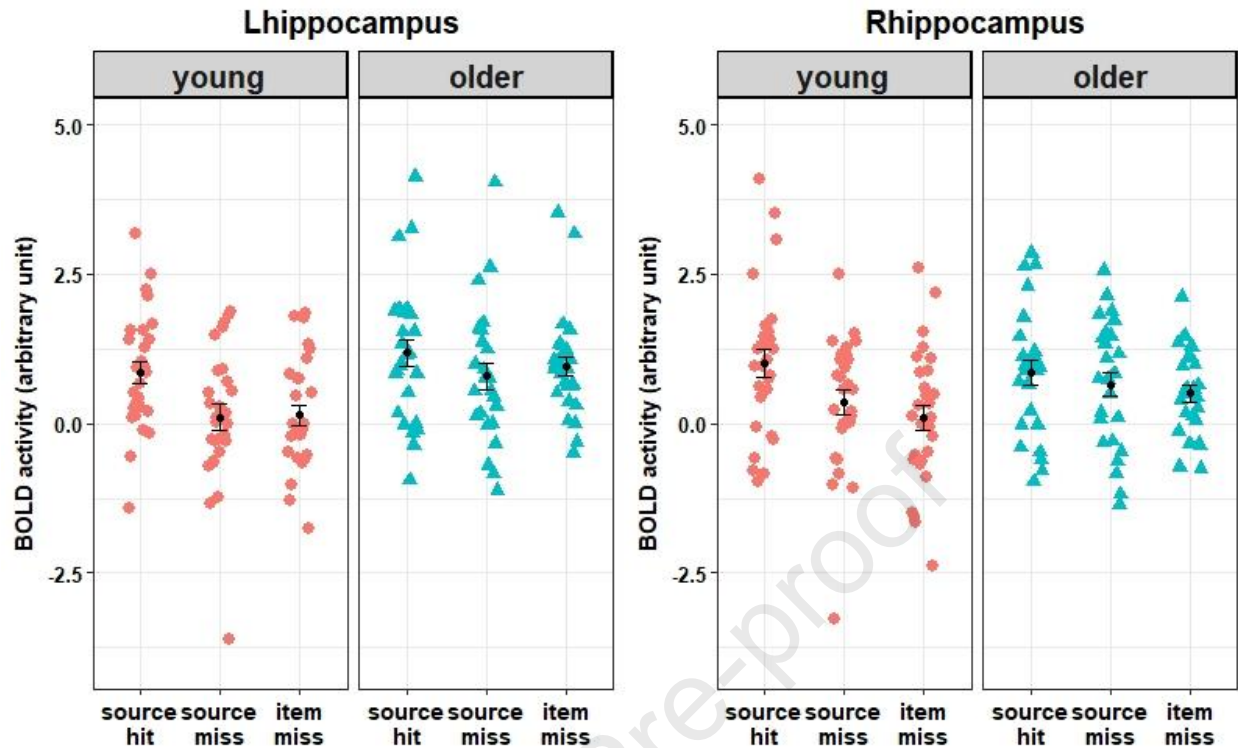 Lhippocampus
young older
5.0
2.5
0.0
-2.5
BOLD activity (arbitrary unit)
source source item
hit miss miss
source source item
hit miss miss
Rhippocampus
young older
5.0
2.5
0.0
-2.5
BOLD activity (arbitrary unit)
source source item
hit miss miss
source source item
hit miss miss
pre-proof